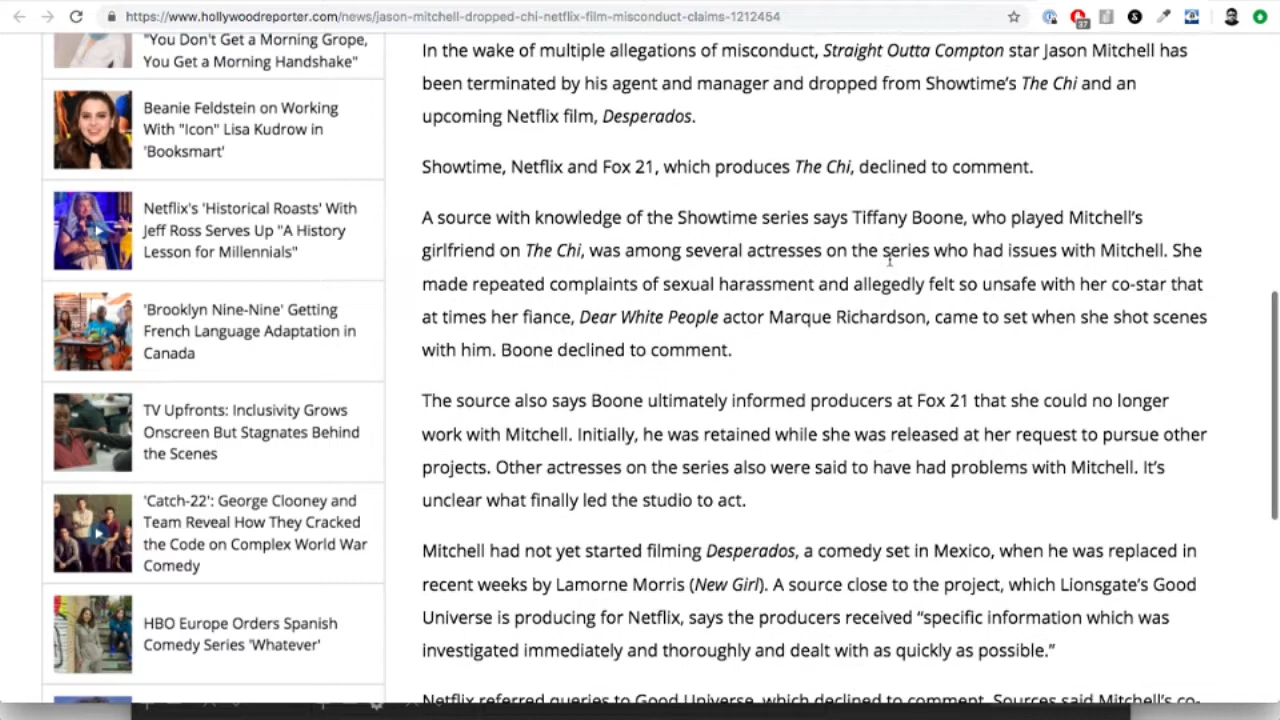 https://www.hollywoodreporter.com/news/jason-mitchell-dropped-chi-netflix-film-misconduct-claims-1212454
37
S
"You Don't Get a Morning Grope,
You Get a Morning Handshake"
Beanie Feldstein on Working
With "Icon" Lisa Kudrow in
'Booksmart'
Netflix's 'Historical Roasts' With
Jeff Ross Serves Up "A History
Lesson for Millennials"
'Brooklyn Nine-Nine' Getting
French Language Adaptation in
Canada
TV Upfronts: Inclusivity Grows
Onscreen But Stagnates Behind
the Scenes
'Catch-22': George Clooney and
Team Reveal How They Cracked
the Code on Complex World War
Comedy
HBO Europe Orders Spanish
Comedy Series 'Whatever'
In the wake of multiple allegations of misconduct, Straight Outta Compton star Jason Mitchell has
been terminated by his agent and manager and dropped from Showtime's The Chi and an
upcoming Netflix film, Desperados.
Showtime, Netflix and Fox 21, which produces The Chi, declined to comment.
A source with knowledge of the Showtime series says Tiffany Boone, who played Mitchell's
girlfriend on The Chi, was among several actresses on the series who had issues with Mitchell. She
made repeated complaints of sexual harassment and allegedly felt so unsafe with her co-star that
at times her fiance, Dear White People actor Marque Richardson, came to set when she shot scenes
with him. Boone declined to comment.
The source also says Boone ultimately informed producers at Fox 21 that she could no longer
work with Mitchell. Initially, he was retained while she was released at her request to pursue other
projects. Other actresses on the series also were said to have had problems with Mitchell. It's
unclear what finally led the studio to act.
Mitchell had not yet started filming Desperados, a comedy set in Mexico, when he was replaced in
recent weeks by Lamorne Morris (New Girl). A source close to the project, which Lionsgate's Good
Universe is producing for Netflix, says the producers received “specific information which was
investigated immediately and thoroughly and dealt with as quickly as possible.”
Netflix referred queries to Good Universe, which declined to comment. Sources said Mitchell's co-